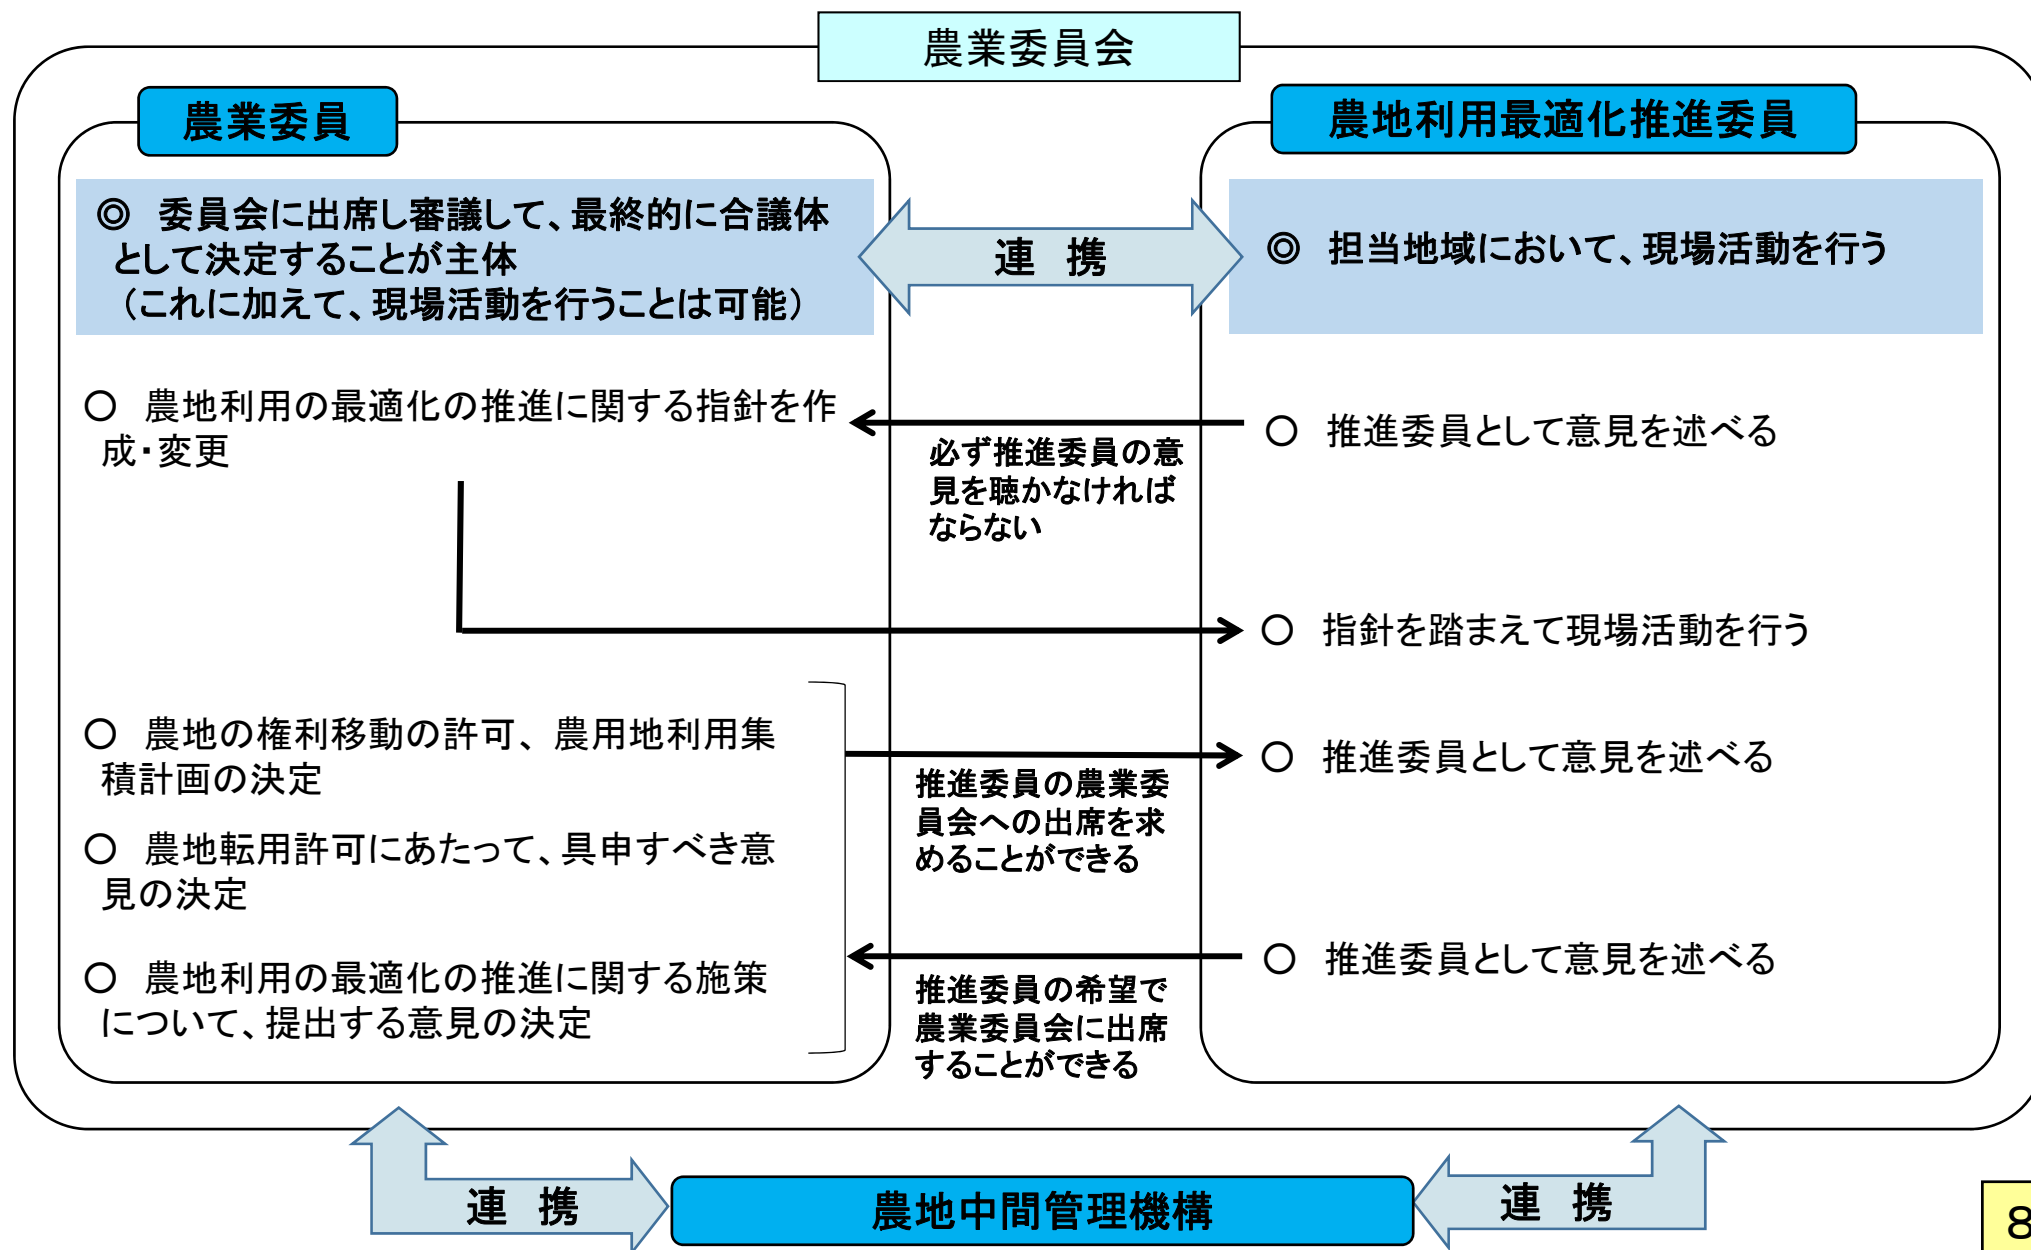 農業委員会
農業委員
◎　委員会に出席し審議して、最終的に合議体
として決定することが主体
（これに加えて、現場活動を行うことは可能）
連　携
農地利用最適化推進委員
◎　担当地域において、現場活動を行う
○　農地利用の最適化の推進に関する指針を作
成・変更
必ず推進委員の意
見を聴かなければ
ならない
○　推進委員として意見を述べる
○　指針を踏まえて現場活動を行う
○　農地の権利移動の許可、農用地利用集
積計画の決定
○　農地転用許可にあたって、具申すべき意
見の決定
○　農地利用の最適化の推進に関する施策
について、提出する意見の決定
推進委員の農業委
員会への出席を求
めることができる
○　推進委員として意見を述べる
推進委員の希望で
農業委員会に出席
することができる
○　推進委員として意見を述べる
連　携
農地中間管理機構
連　携
8